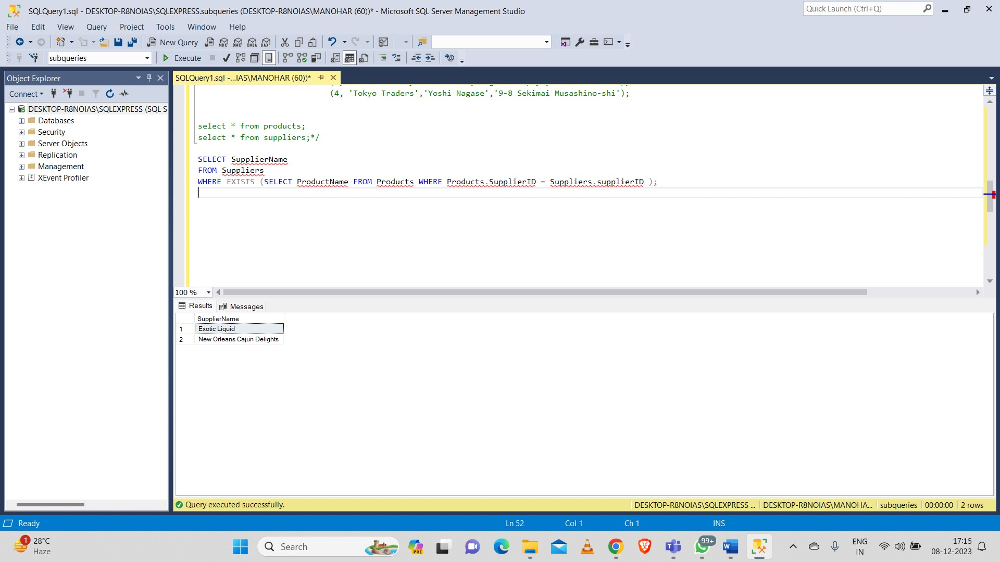 SQLQuery1.sql - DESKTOP-R8NOIAS\SQLEXPRESS.subqueries (DESKTOP-R8NOIAS\MANOHAR (60))* - Microsoft SQL Server Management Studio
Quick Launch (Ctrl+Q)
File Edit View Query Project Tools Window Help
New Query MDX DMX XMLA DAX
subqueries Execute
Object Explorer
SQLQuery1.sql -...IAS\MANOHAR (60))*
Connect
DESKTOP-R8NOIAS\SQLEXPRESS (SQL S
Databases
Security
Server Objects
Replication
Management
XEvent Profiler
(4, 'Tokyo Traders','Yoshi Nagase','9-8 Sekimai Musashino-shi');
select * from products;
select * from suppliers;*/
SELECT SupplierName
FROM Suppliers
WHERE EXISTS (SELECT ProductName FROM Products WHERE Products.SupplierID = Suppliers.supplierID );
100 %
Results Messages
SupplierName
1 Exotic Liquid
2 New Orleans Cajun Delights
Query executed successfully.
DESKTOP-R8NOIAS\SQLEXPRESS ... DESKTOP-R8NOIAS\MANOHA... subqueries 00:00:00 2 rows
Ready Ln 52 Col 1 Ch 1 INS
1 28°C
Haze
Search
PRE
99+
ENG
IN
17:15
08-12-2023